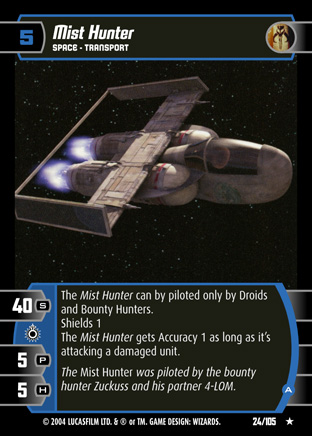 5
Mist Hunter
SPACE - TRANSPORT
40 S
The Mist Hunter can by piloted only by Droids
and Bounty Hunters.
Shields 1
The Mist Hunter gets Accuracy 1 as long as it's
attacking a damaged unit.
5 P
The Mist Hunter was piloted by the bounty
hunter Zuckuss and his partner 4-LOM.
5 H
A
© 2004 LUCASFILM LTD. & ® or TM. GAME DESIGN: WIZARDS.
24/105 ★